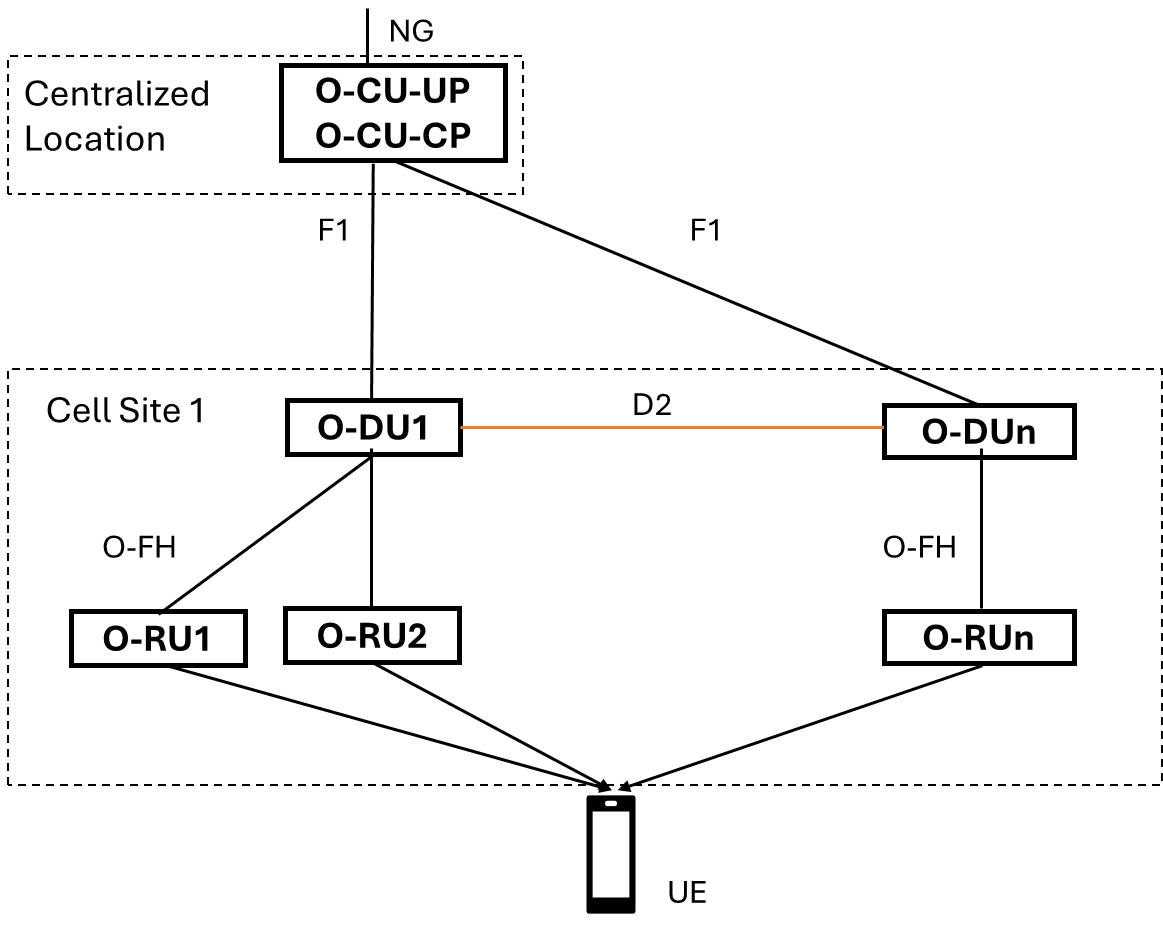 NG
Centralized
Location
O-CU-UP
O-CU-CP
F1
F1
Cell Site 1
O-DU1
D2
O-DUn
O-FH
O-FH
O-RU1
O-RU2
O-RUn
UE